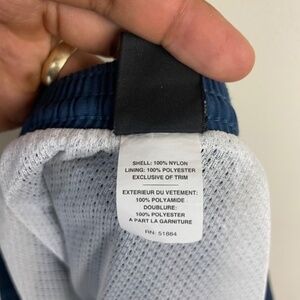 SHELL: 100% NYLON
LINING: 100% POLYESTER
EXCLUSIVE OF TRIM
EXTERIEUR DU VETEMENT:
100% POLYAMIDE
DOUBLURE:
100% POLYESTER
A PART LA GARNITURE
RN: 51884